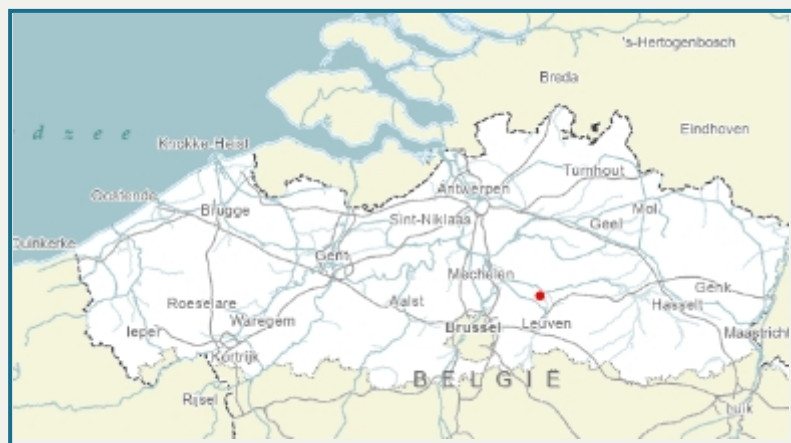 's-Hertogenbosch
Breda
dzee
Eindhoven
Knokke-Heist
Turnhout
Antwerpen
Oostende
Mol
Brugge
Sint-Niklaas
Geel
Duinkerke
Gent
Mechelen
Genk
Roeselare
Aalst
Hasselt
Waregem
Ieper
Brussel
Leuven
Maastricht
Kortrijk
BELGIË
Rijsel
Luik